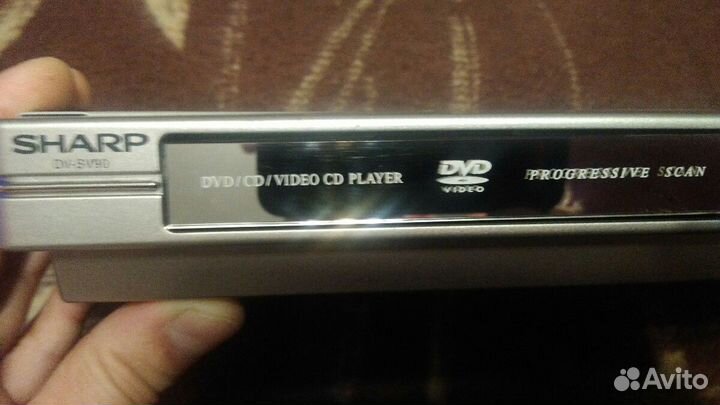 SHARP
DV-SV90
DVD/CD/VIDEO CD PLAYER
DVD
VIDEO
PROGRESSIVE SCAN
Avito